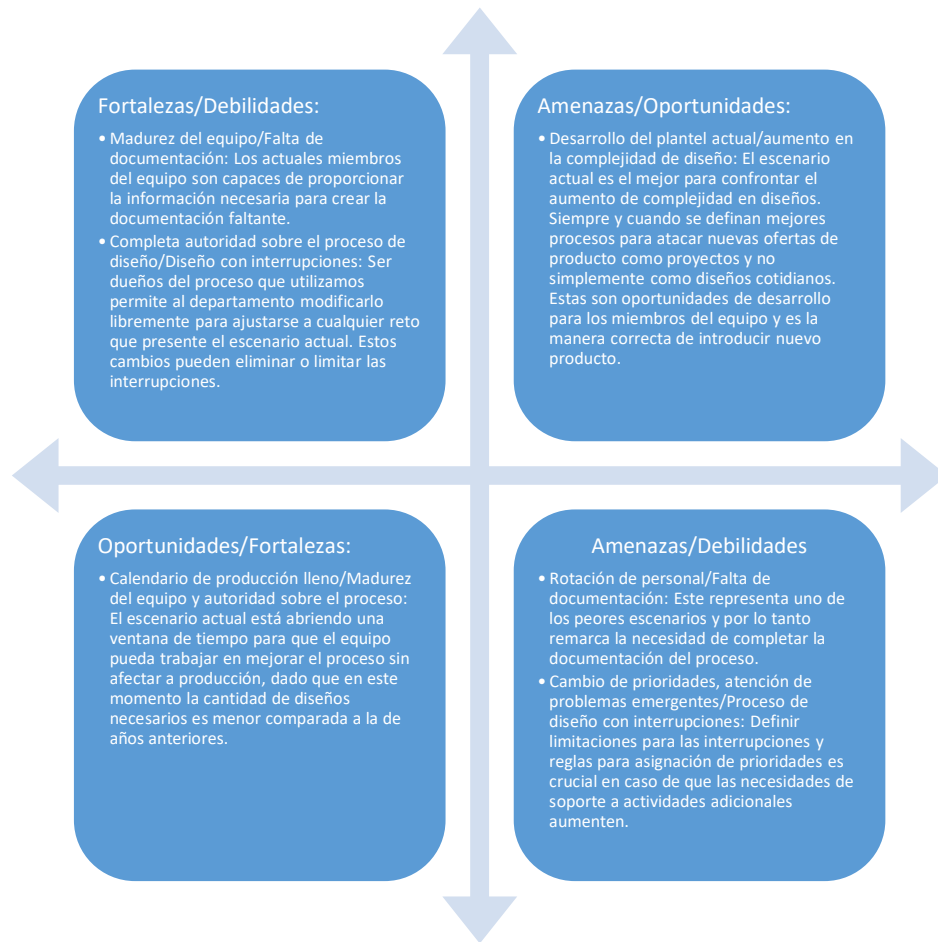 Fortalezas/Debilidades:
• Madurez del equipo/Falta de
documentación: Los actuales miembros
del equipo son capaces de proporcionar
la información necesaria para crear la
documentación faltante.
• Completa autoridad sobre el proceso de
diseño/Diseño con interrupciones: Ser
dueños del proceso que utilizamos
permite al departamento modificarlo
libremente para ajustarse a cualquier reto
que presente el escenario actual. Estos
cambios pueden eliminar o limitar las
interrupciones.
Amenazas/Oportunidades:
• Desarrollo del plantel actual/aumento en
la complejidad de diseño: El escenario
actual es el mejor para confrontar el
aumento de complejidad en diseños.
Siempre y cuando se definan mejores
procesos para atacar nuevas ofertas de
producto como proyectos y no
simplemente como diseños cotidianos.
Estas son oportunidades de desarrollo
para los miembros del equipo y es la
manera correcta de introducir nuevo
producto.
Oportunidades/Fortalezas:
• Calendario de producción lleno/Madurez
del equipo y autoridad sobre el proceso:
El escenario actual está abriendo una
ventana de tiempo para que el equipo
pueda trabajar en mejorar el proceso sin
afectar a producción, dado que en este
momento la cantidad de diseños
necesarios es menor comparada a la de
años anteriores.
Amenazas/Debilidades
• Rotación de personal/Falta de
documentación: Este representa uno de
los peores escenarios y por lo tanto
remarca la necesidad de completar la
documentación del proceso.
• Cambio de prioridades, atención de
problemas emergentes/Proceso de
diseño con interrupciones: Definir
limitaciones para las interrupciones y
reglas para asignación de prioridades es
crucial en caso de que las necesidades de
soporte a actividades adicionales
aumenten.